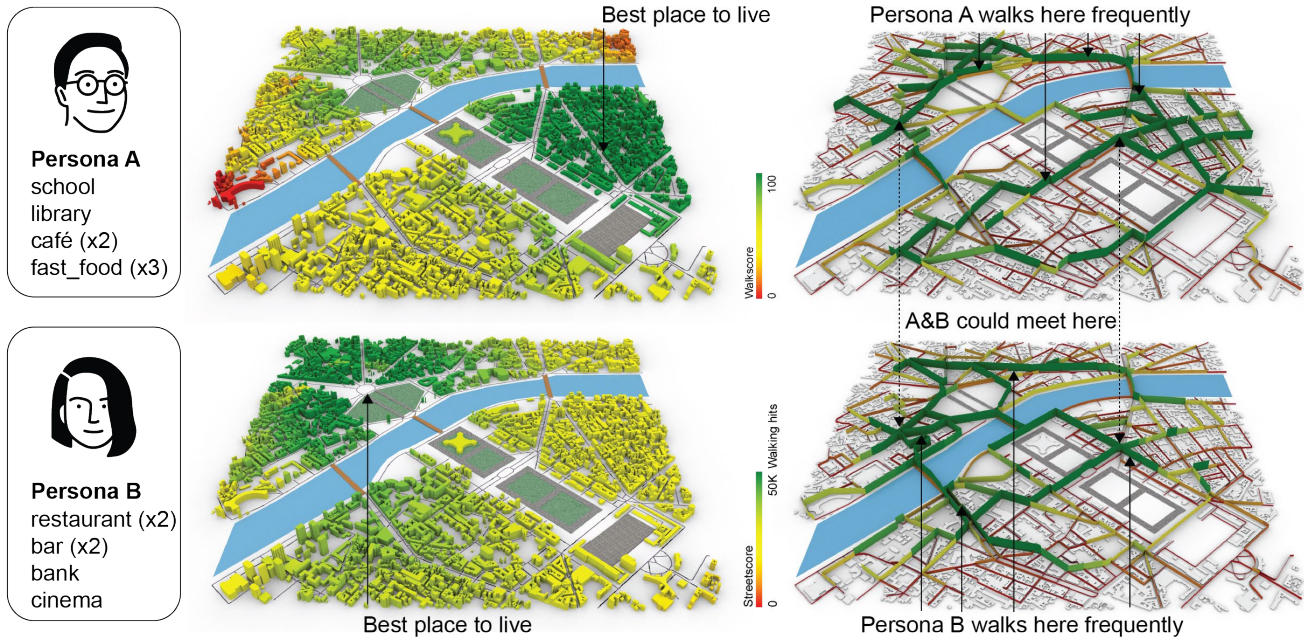 Best place to live
Persona A walks here frequently
Persona A
school
library
café (x2)
fast_food (x3)
Walkscore
0
100
A&B could meet here
Persona B
restaurant (x2)
bar (x2)
bank
cinema
Streetscore
0
50K
Walking hits
Best place to live
Persona B walks here frequently